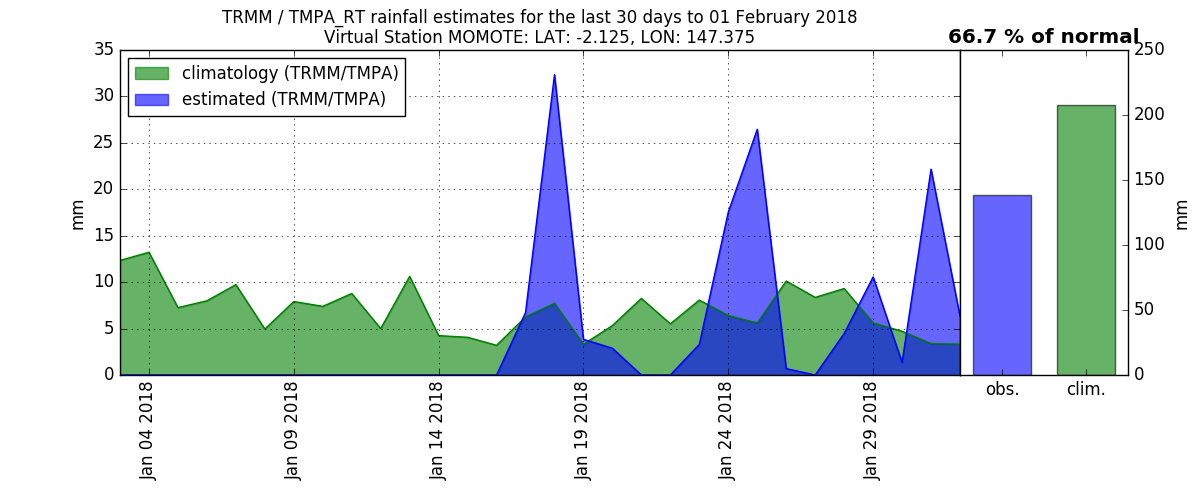 TRMM / TMPA_RT rainfall estimates for the last 30 days to 01 February 2018
Virtual Station MOMOTE: LAT: -2.125, LON: 147.375
66.7 % of normal
climatology (TRMM/TMPA)
estimated (TRMM/TMPA)
35
30
25
20
15
10
5
0
mm
Jan 04 2018
Jan 09 2018
Jan 14 2018
Jan 19 2018
Jan 24 2018
Jan 29 2018
obs.
clim.
250
200
150
100
50
0
mm